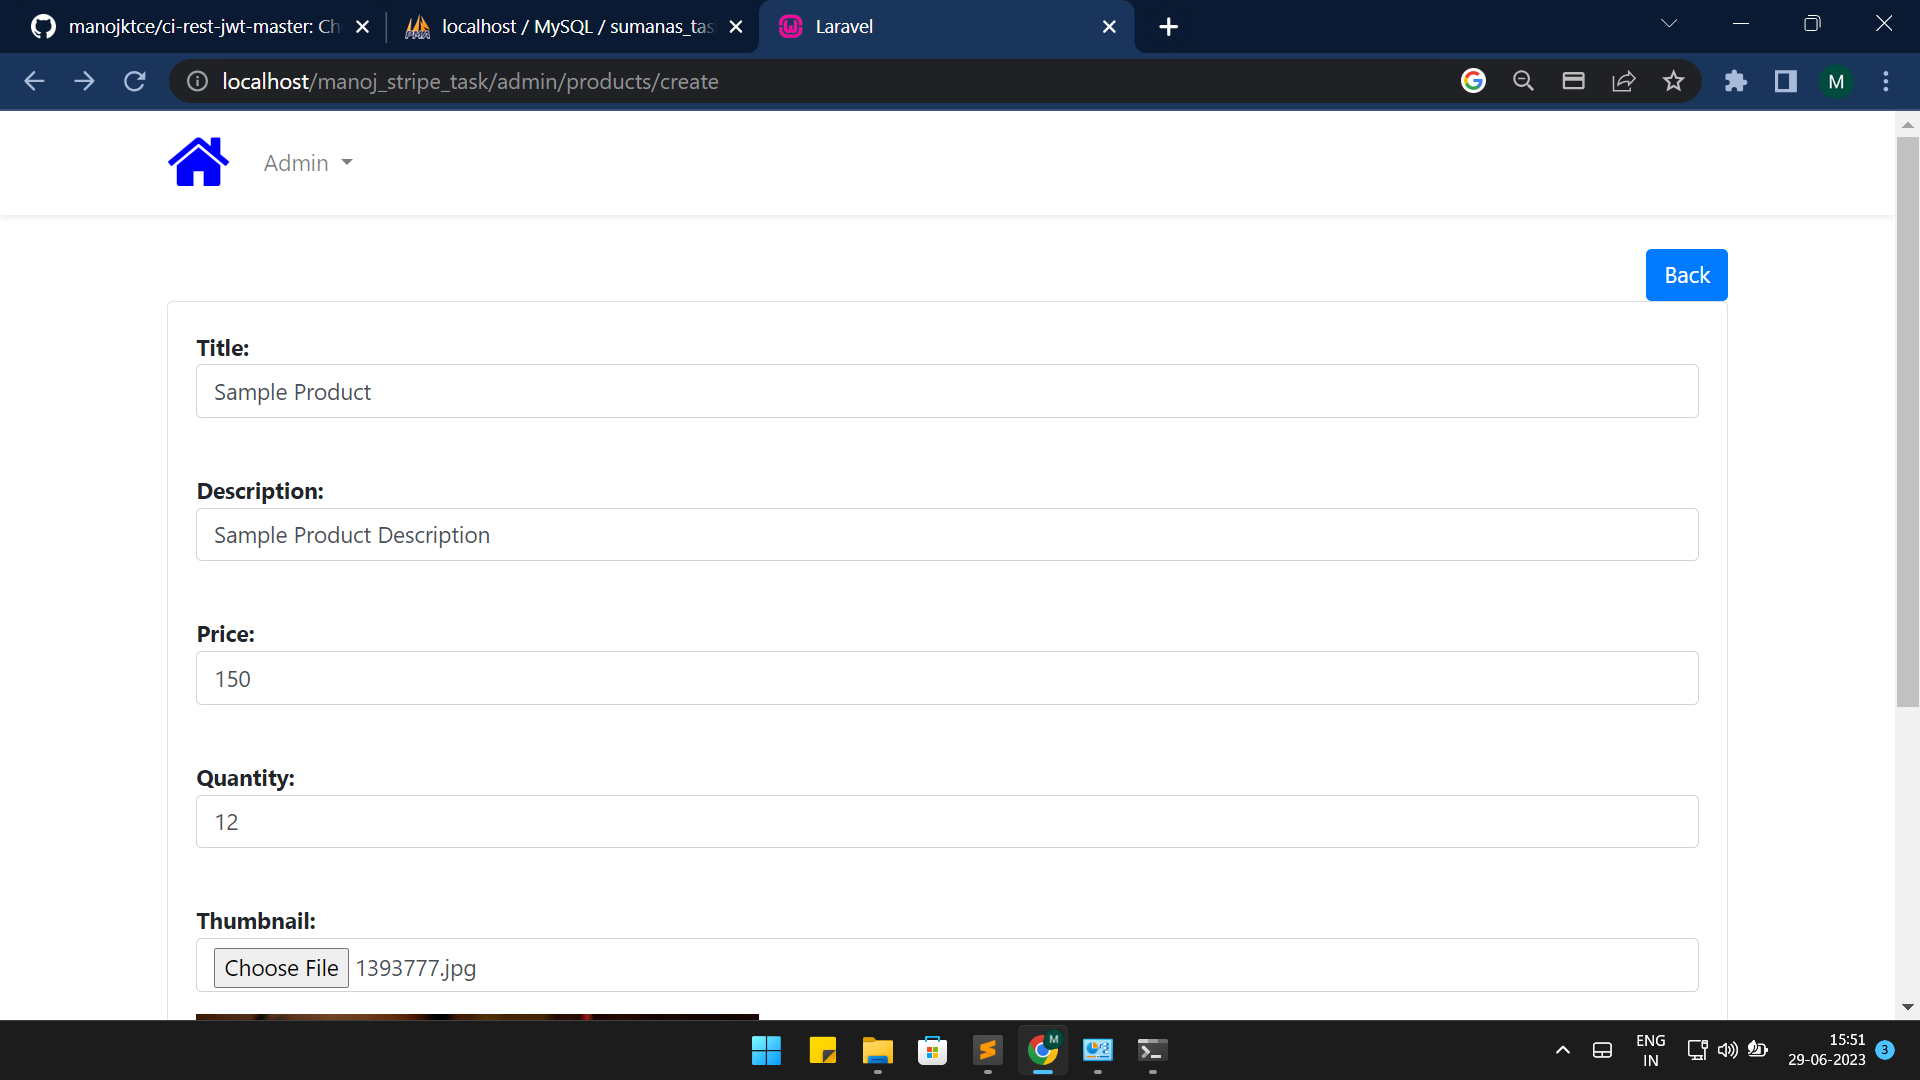 manojktce/ci-rest-jwt-master: Ch
localhost / MySQL / sumanas_tas
Laravel
localhost/manoj_stripe_task/admin/products/create
M
Admin
Back
Title:
Sample Product
Description:
Sample Product Description
Price:
150
Quantity:
12
Thumbnail:
Choose File 1393777.jpg
M
ENG
IN
15:51
29-06-2023
3